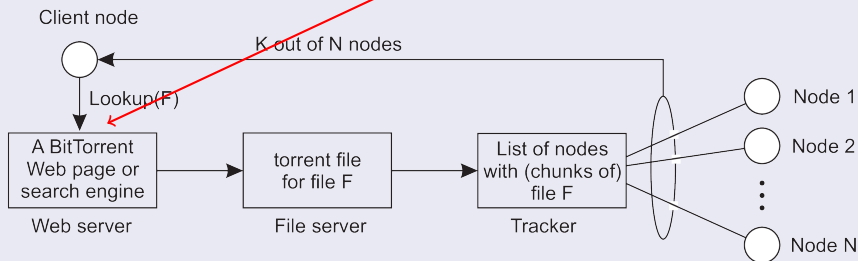 Client node
K out of N nodes
Lookup(F)
A BitTorrent
Web page or
search engine
Web server
torrent file
for file F
File server
List of nodes
with (chunks of)
file F
Tracker
Node 1
Node 2
Node N